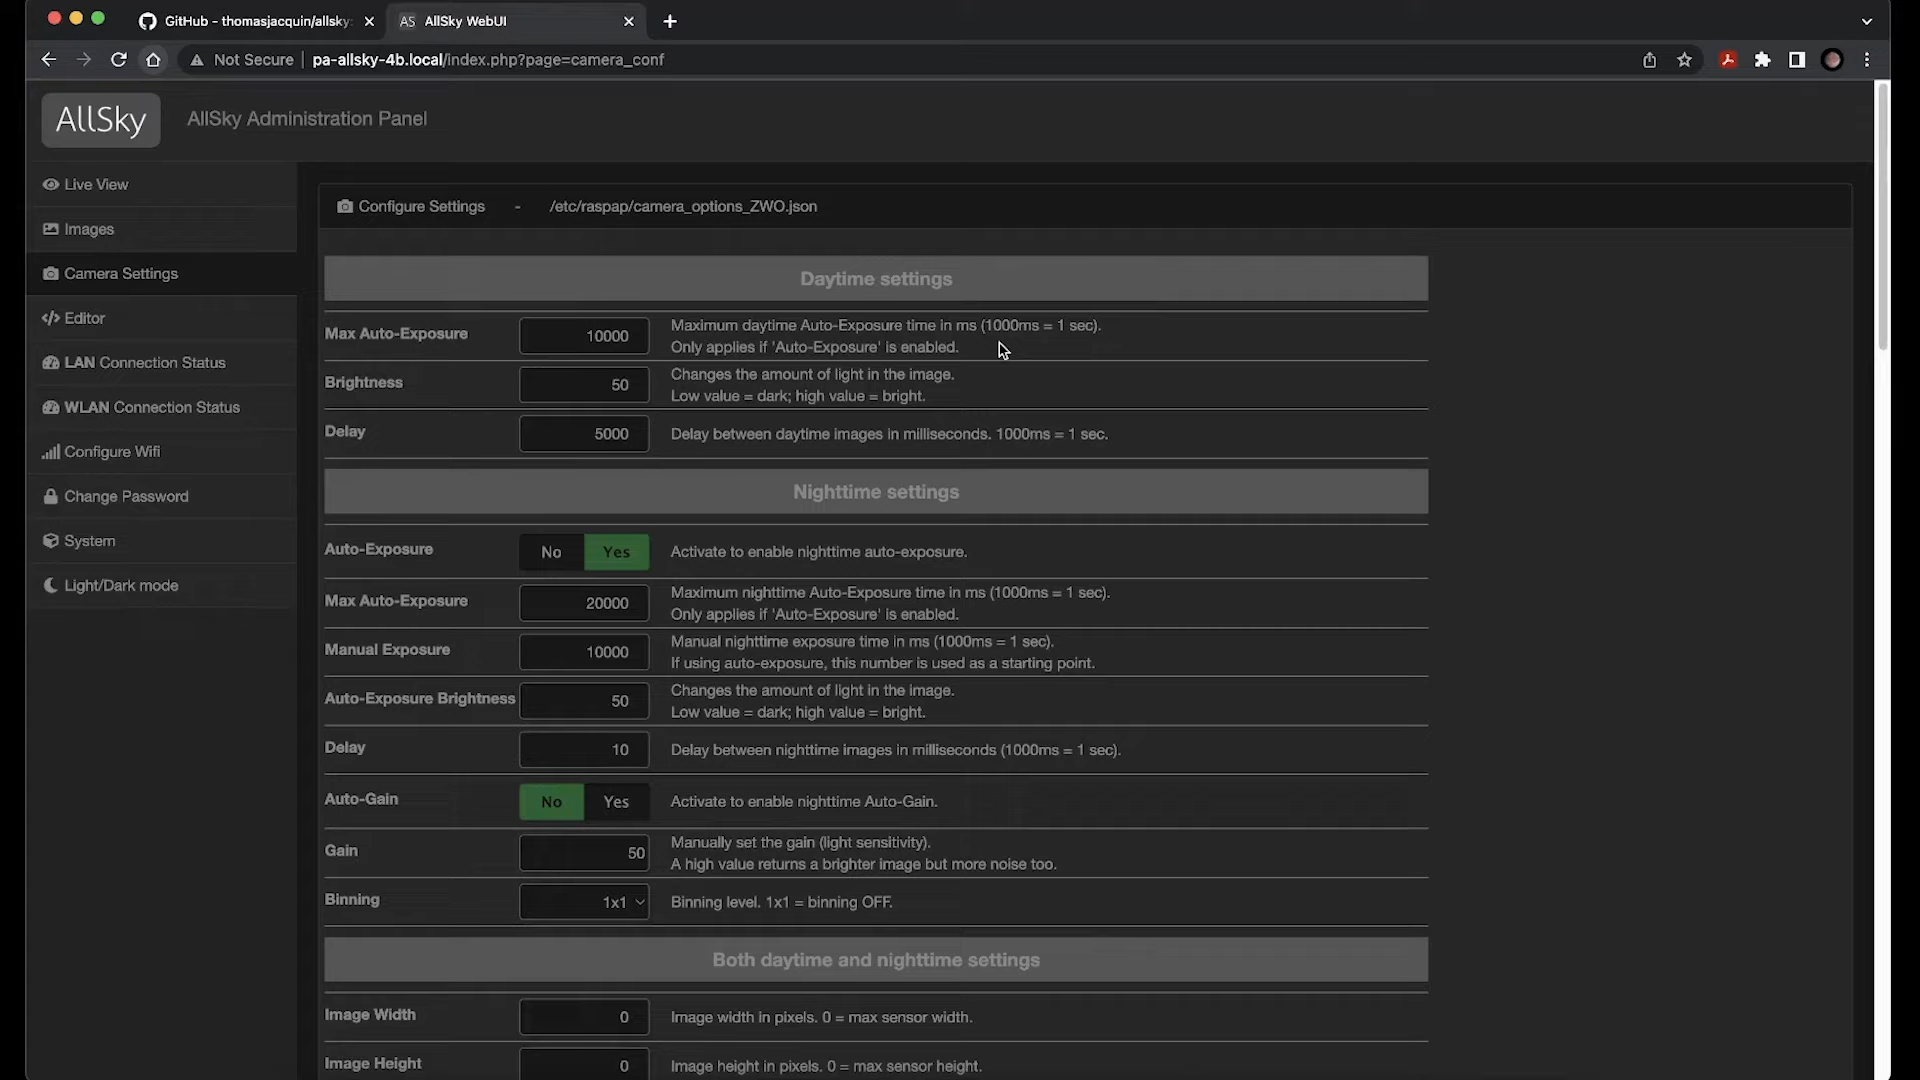 GitHub - thomasjacquin/allsky:
AS AllSky WebUI
Not Secure
pa-allsky-4b.local/index.php?page=camera_conf
AllSky
AllSky Administration Panel
Live View
Images
Camera Settings
Editor
LAN Connection Status
WLAN Connection Status
Configure Wifi
Change Password
System
Light/Dark mode
Configure Settings - /etc/raspap/camera_options_ZWO.json
Daytime settings
Max Auto-Exposure
10000
Maximum daytime Auto-Exposure time in ms (1000ms = 1 sec).
Only applies if 'Auto-Exposure' is enabled.
Brightness
50
Changes the amount of light in the image.
Low value = dark; high value = bright.
Delay
5000
Delay between daytime images in milliseconds. 1000ms = 1 sec.
Nighttime settings
Auto-Exposure
No Yes
Activate to enable nighttime auto-exposure.
Max Auto-Exposure
20000
Maximum nighttime Auto-Exposure time in ms (1000ms = 1 sec).
Only applies if 'Auto-Exposure' is enabled.
Manual Exposure
10000
Manual nighttime exposure time in ms (1000ms = 1 sec).
If using auto-exposure, this number is used as a starting point.
Auto-Exposure Brightness
50
Changes the amount of light in the image.
Low value = dark; high value = bright.
Delay
10
Delay between nighttime images in milliseconds (1000ms = 1 sec).
Auto-Gain
No Yes
Activate to enable nighttime Auto-Gain.
Gain
50
Manually set the gain (light sensitivity).
A high value returns a brighter image but more noise too.
Binning
1x1
Binning level. 1x1 = binning OFF.
Both daytime and nighttime settings
Image Width
0
Image width in pixels. 0 = max sensor width.
Image Height
0
Image height in pixels. 0 = max sensor height.